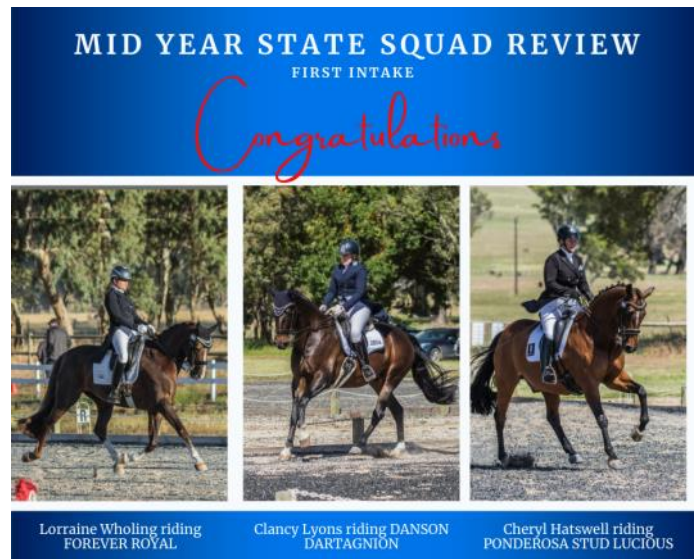 MID YEAR STATE SQUAD REVIEW
FIRST INTAKE
Congratulations
Lorraine Wholing riding
FOREVER ROYAL
Clancy Lyons riding DANSON
DARTAGNION
Cheryl Hatswell riding
PONDEROSA STUD LUCIOUS